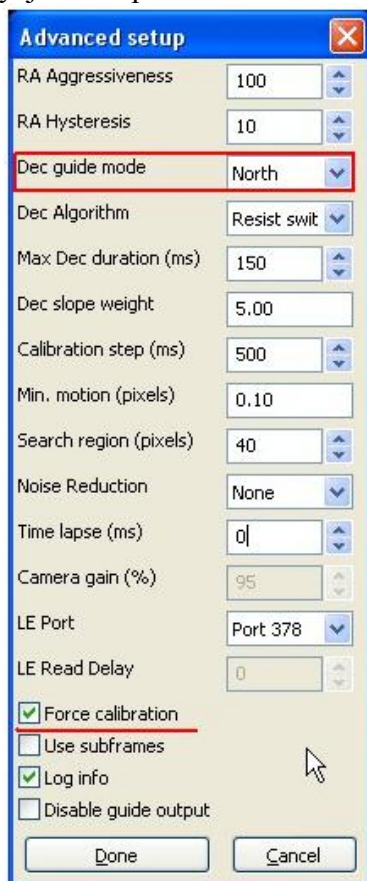 Advanced setup
RA Aggressiveness 100
RA Hysteresis 10
Dec guide mode North
Dec Algorithm Resist swit
Max Dec duration (ms) 150
Dec slope weight 5.00
Calibration step (ms) 500
Min. motion (pixels) 0.10
Search region (pixels) 40
Noise Reduction None
Time lapse (ms) 0
Camera gain (%) 95
LE Port Port 378
LE Read Delay 0
Force calibration
Use subframes
Log info
Disable guide output
Done Cancel